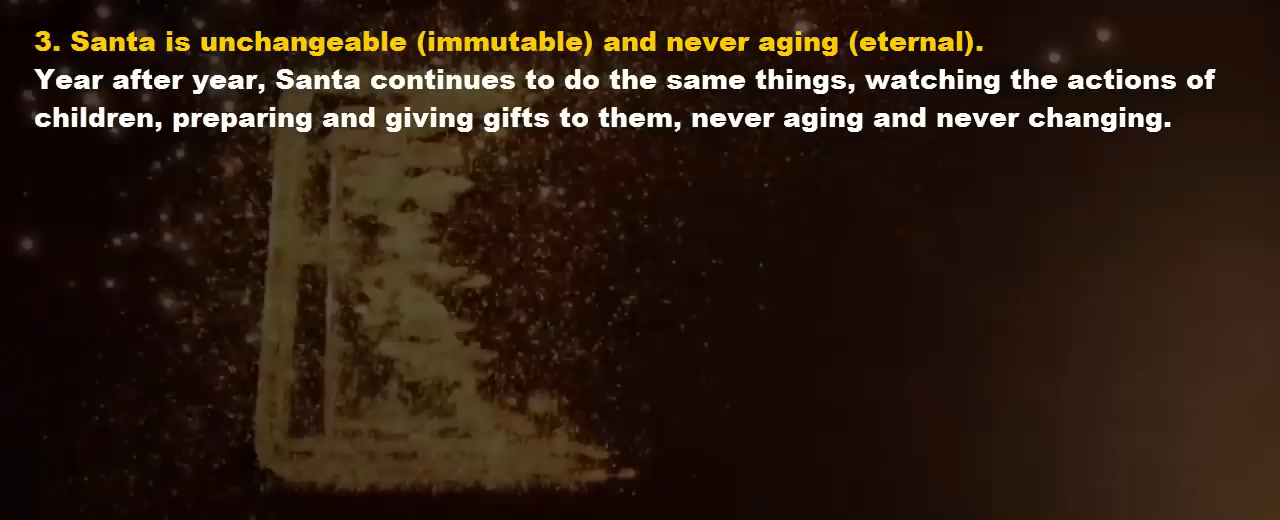 3. Santa is unchangeable (immutable) and never aging (eternal).
Year after year, Santa continues to do the same things, watching the actions of
children, preparing and giving gifts to them, never aging and never changing.